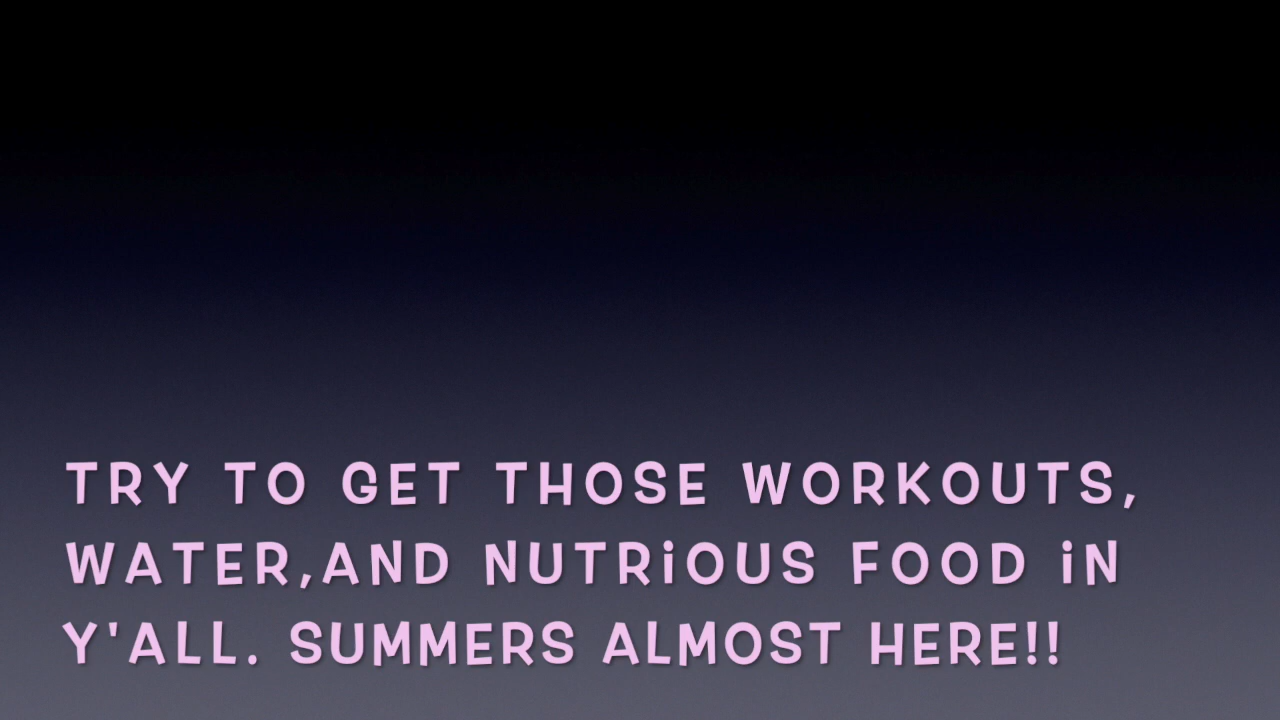 TRY TO GET THOSE WORKOUTS,
WATER,AND NUTRiOUS FOOD iN
Y'ALL. SUMMERS ALMOST HERE!!